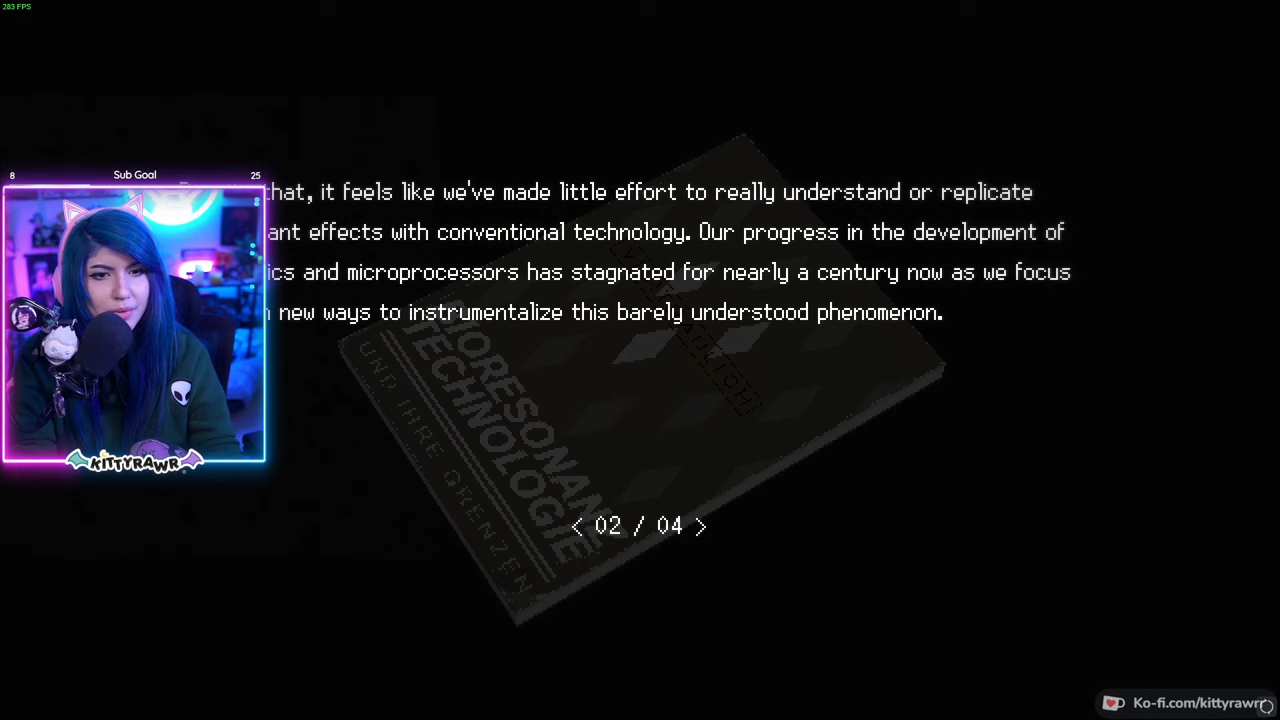 283 FPS
8 Sub Goal 25
that, it feels like we've made little effort to really understand or replicate
ant effects with conventional technology. Our progress in the development of
ics and microprocessors has stagnated for nearly a century now as we focus
new ways to instrumentalize this barely understood phenomenon.
BIORESONANZ
TECHNOLOGIE
UND IHRE GRENZEN
KITTYRAWR
< 02 / 04 >
Ko-fi.com/kittyrawr